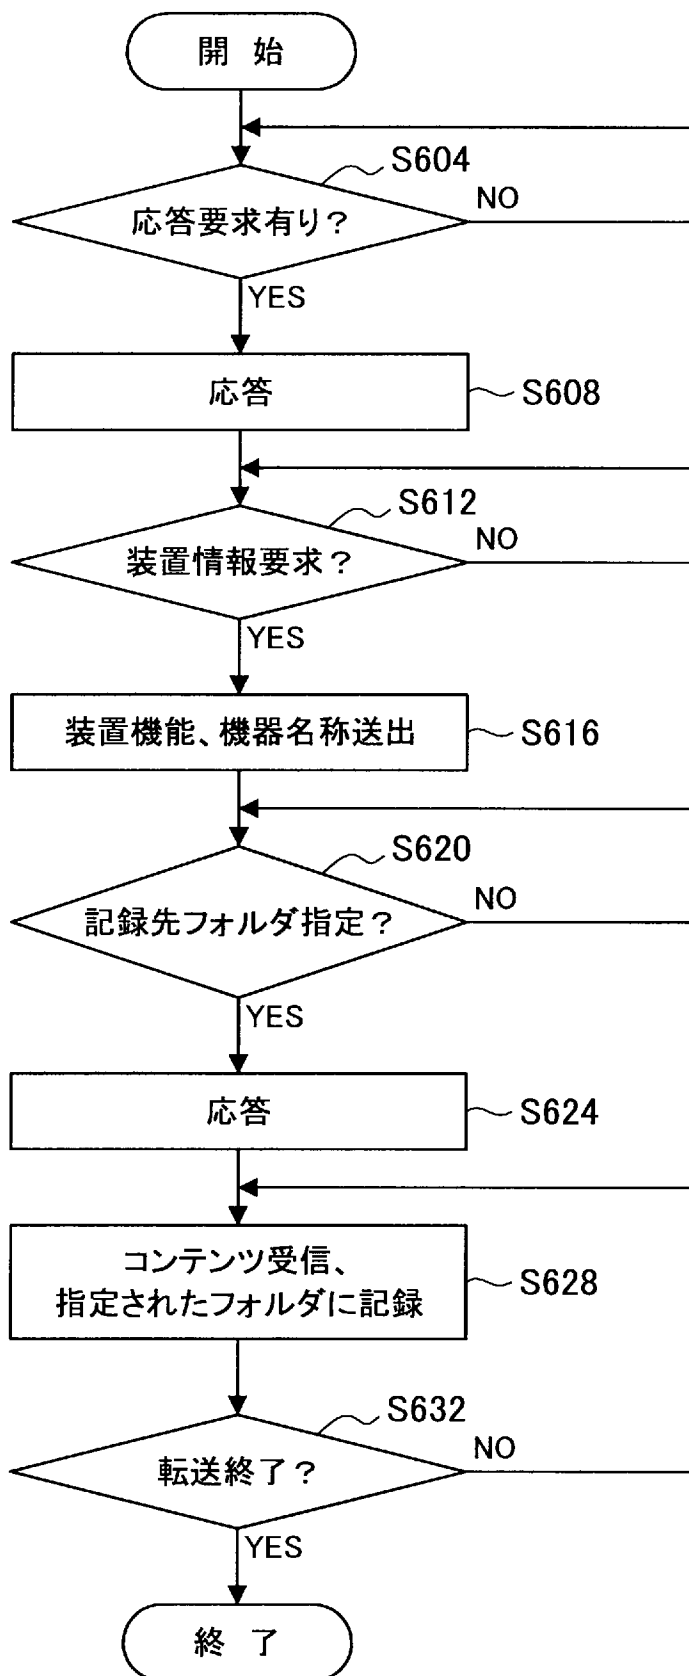 開 始
S604
応答要求有り？
NO
YES
応答
S608
S612
装置情報要求？
NO
YES
装置機能、機器名称送出
S616
S620
記録先フォルダ指定？
NO
YES
応答
S624
コンテンツ受信、
指定されたフォルダに記録
S628
S632
転送終了？
NO
YES
終 了